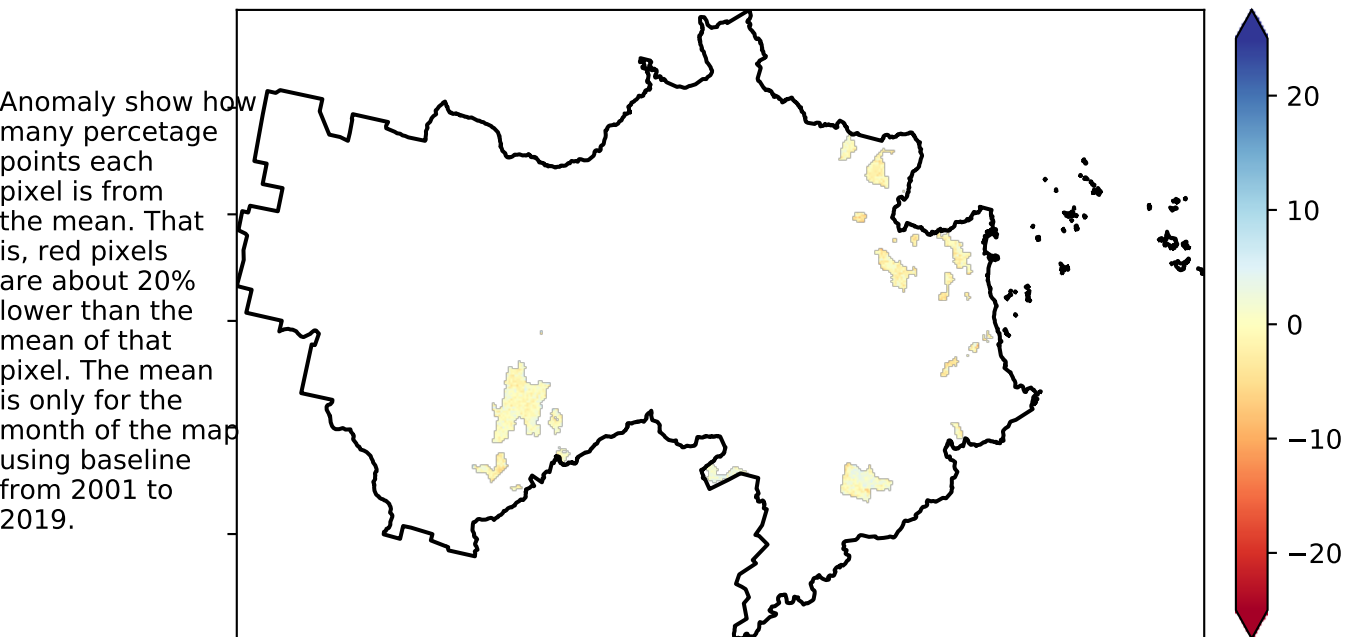 Anomaly show how
many percetage
points each
pixel is from
the mean. That
is, red pixels
are about 20%
lower than the
mean of that
pixel. The mean
is only for the
month of the map
using baseline
from 2001 to
2019.
20
10
0
−10
−20